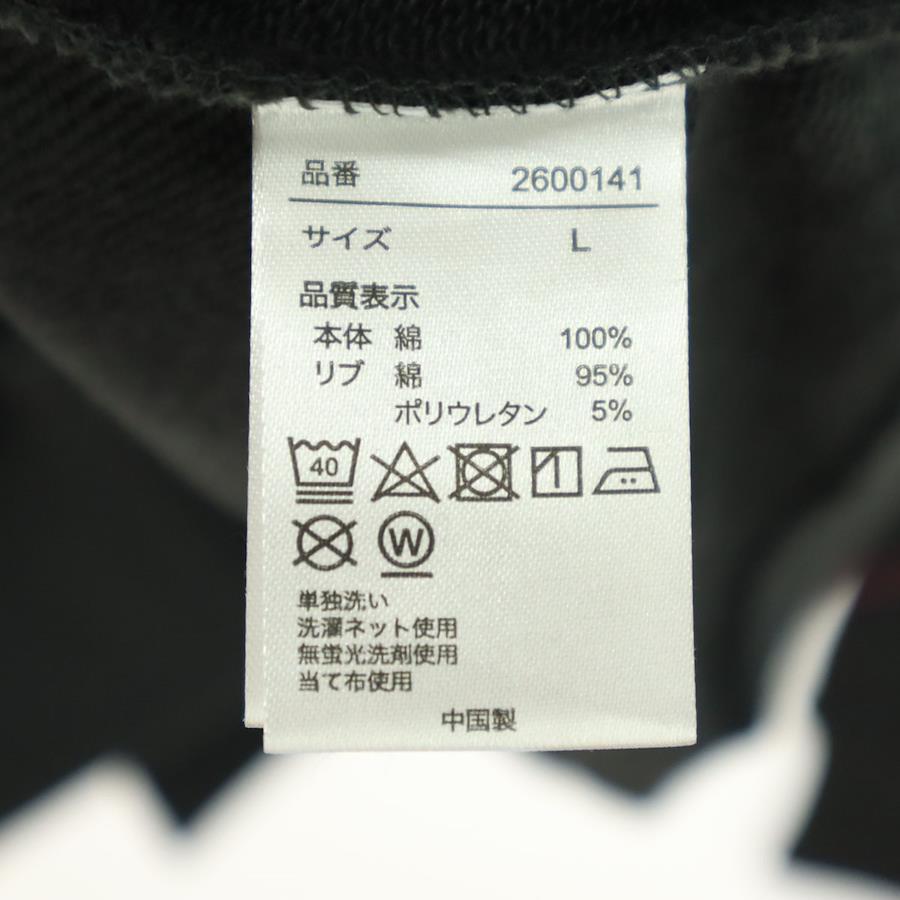 品番 2600141
サイズ L
品質表示
本体 綿 100%
リブ 綿 95%
ポリウレタン 5%
40
W
単独洗い
洗濯ネット使用
無蛍光洗剤使用
当て布使用
中国製